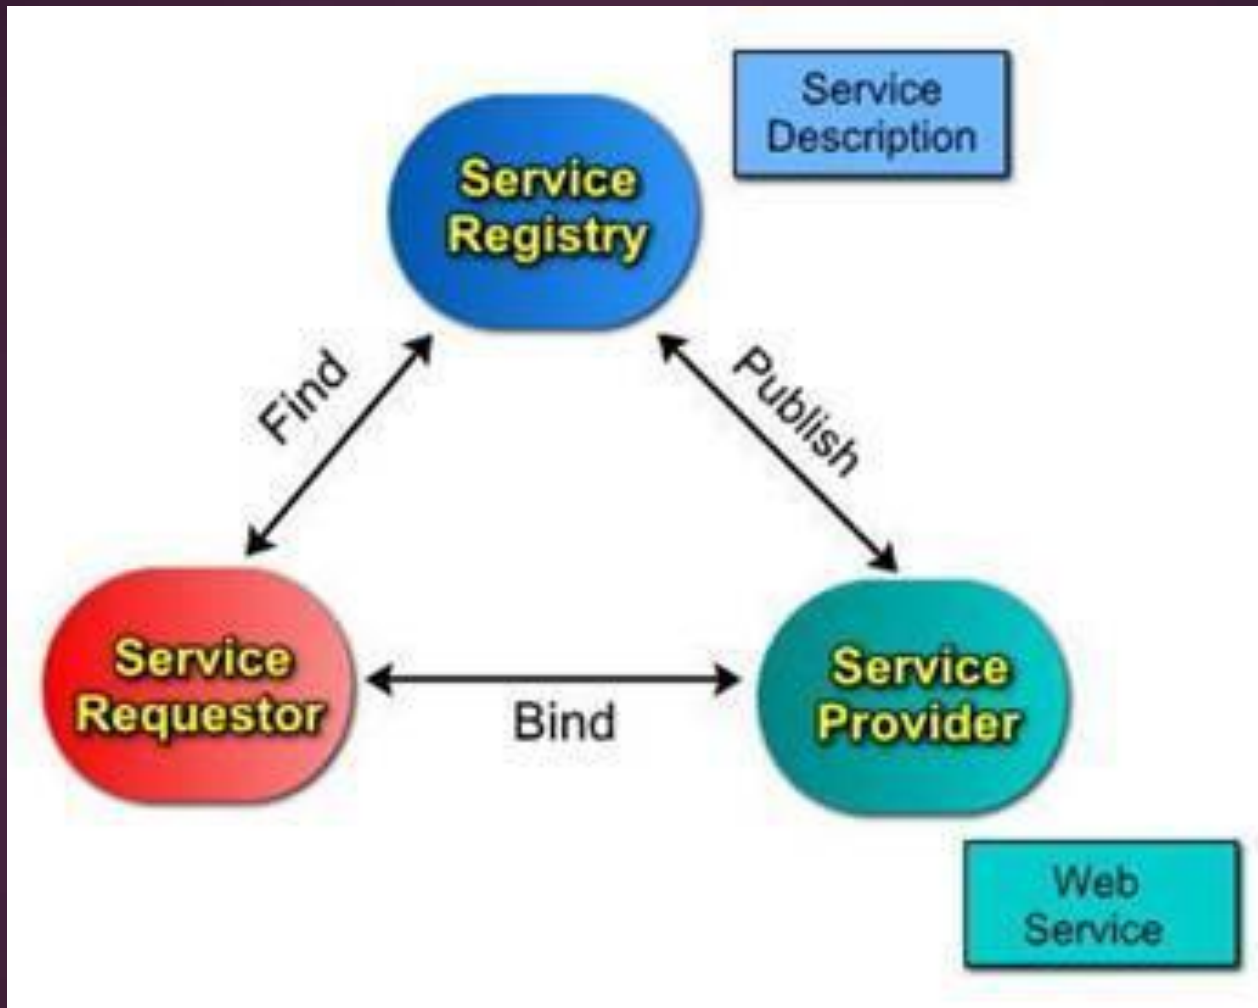 Service
Description
Service
Registry
Find
Publish
Service
Requestor
Bind
Service
Provider
Web
Service